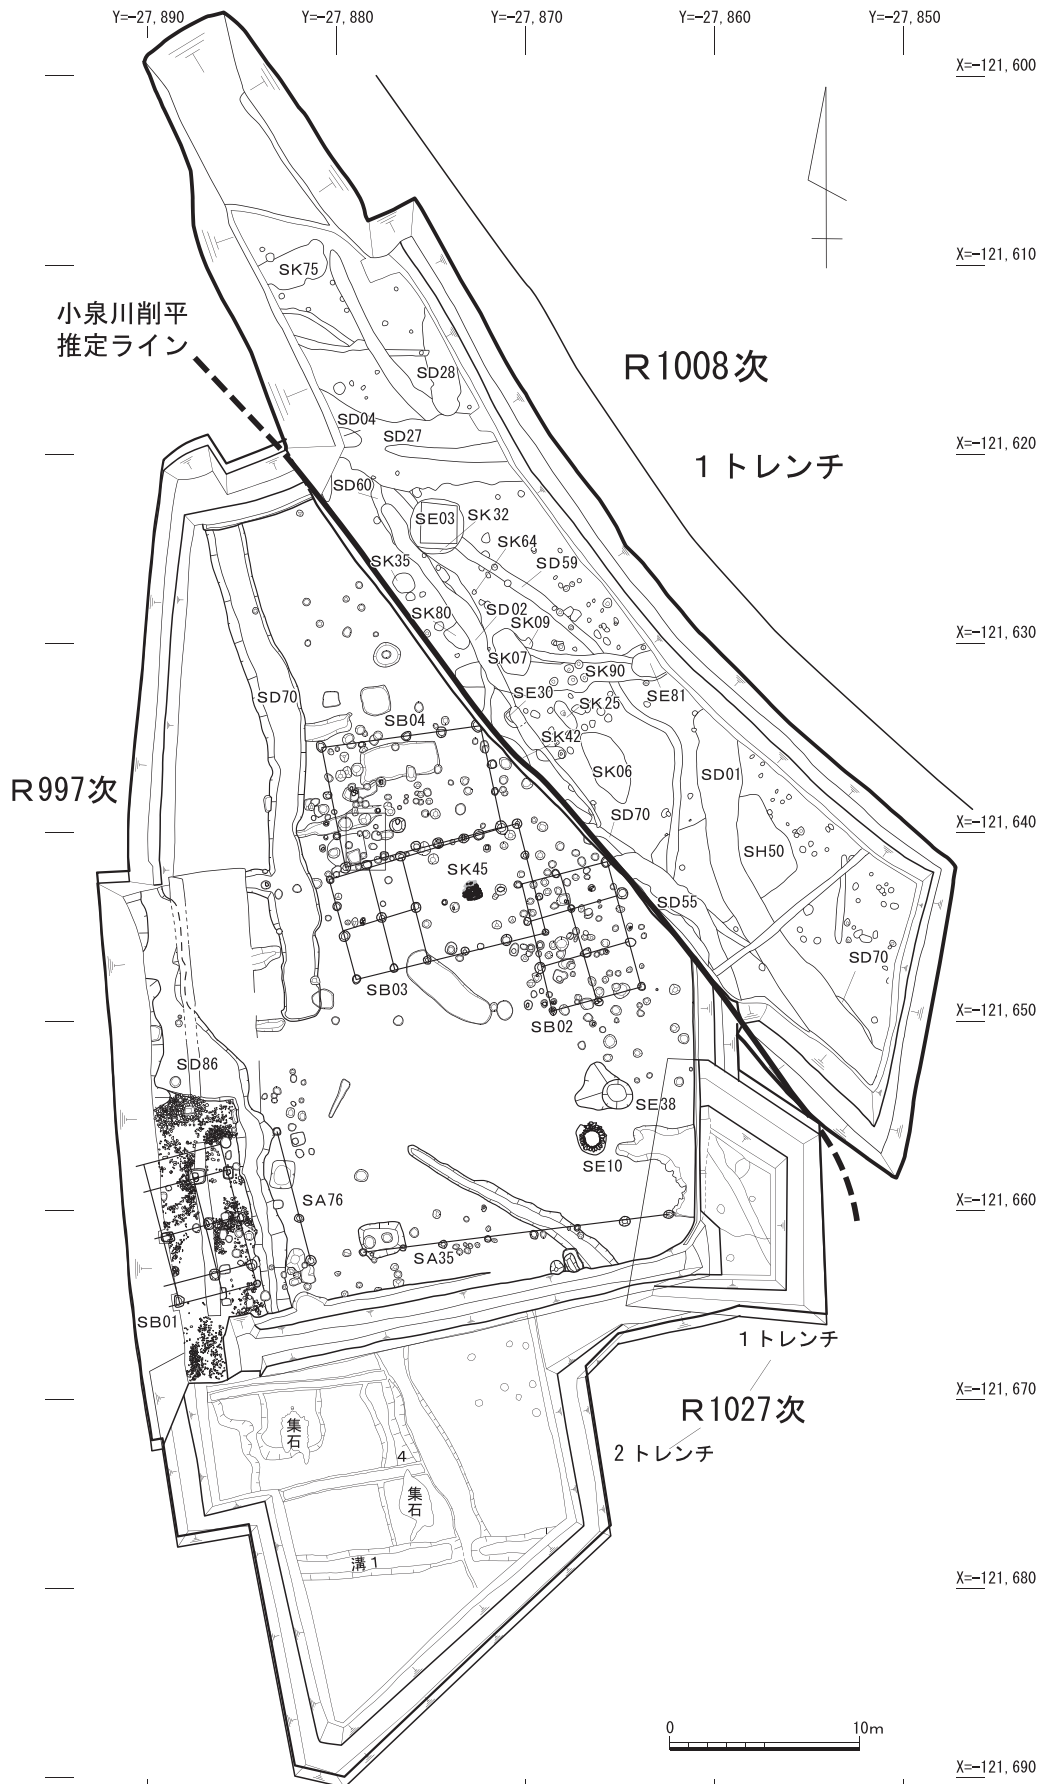 Y=-27,890
Y=-27,880
Y=-27,870
Y=-27,860
Y=-27,850
X=-121,600
X=-121,610
SK75
小泉川削平
推定ライン
R1008次
SD28
SD04
SD27
X=-121,620
1トレンチ
SD60
SE03
SK32
SK64
SK35
SD59
SK80
SD02
SK09
X=-121,630
SK07
SK90
SD70
SE30
SE81
SB04
SK25
SK42
SK06
SD01
R997次
SD70
X=-121,640
SH50
SK45
SD55
SD70
SB03
SB02
X=-121,650
SD86
SE38
SE10
SA76
X=-121,660
SA35
SB01
1トレンチ
X=-121,670
R1027次
集石
2トレンチ
4
集石
溝1
X=-121,680
0
10m
X=-121,690